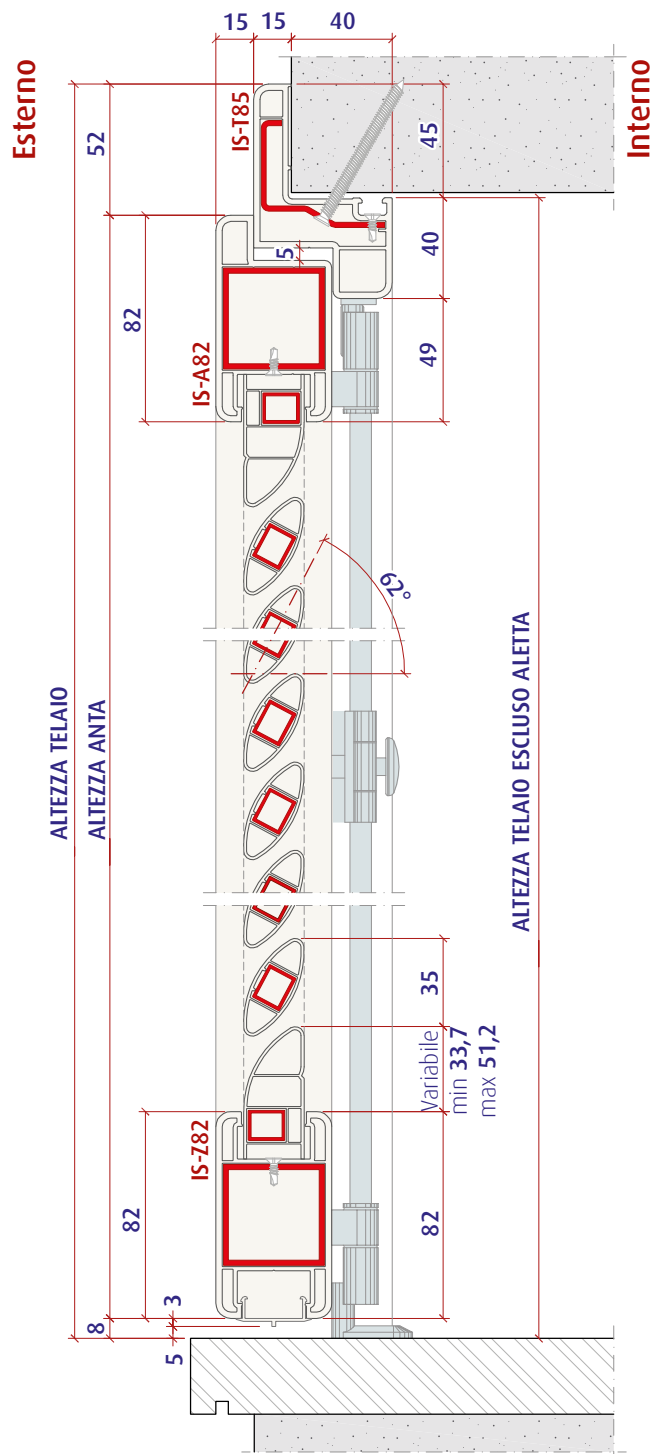 15 15 40
Esterno
Interno
IS-T85
52
45
40
5
82
49
IS-A82
62°
ALTEZZA TELAIO
ALTEZZA ANTA
ALTEZZA TELAIO ESCLUSO ALETTA
35
Variabile
min 33,7
max 51,2
IS-Z82
82
82
3
8
5